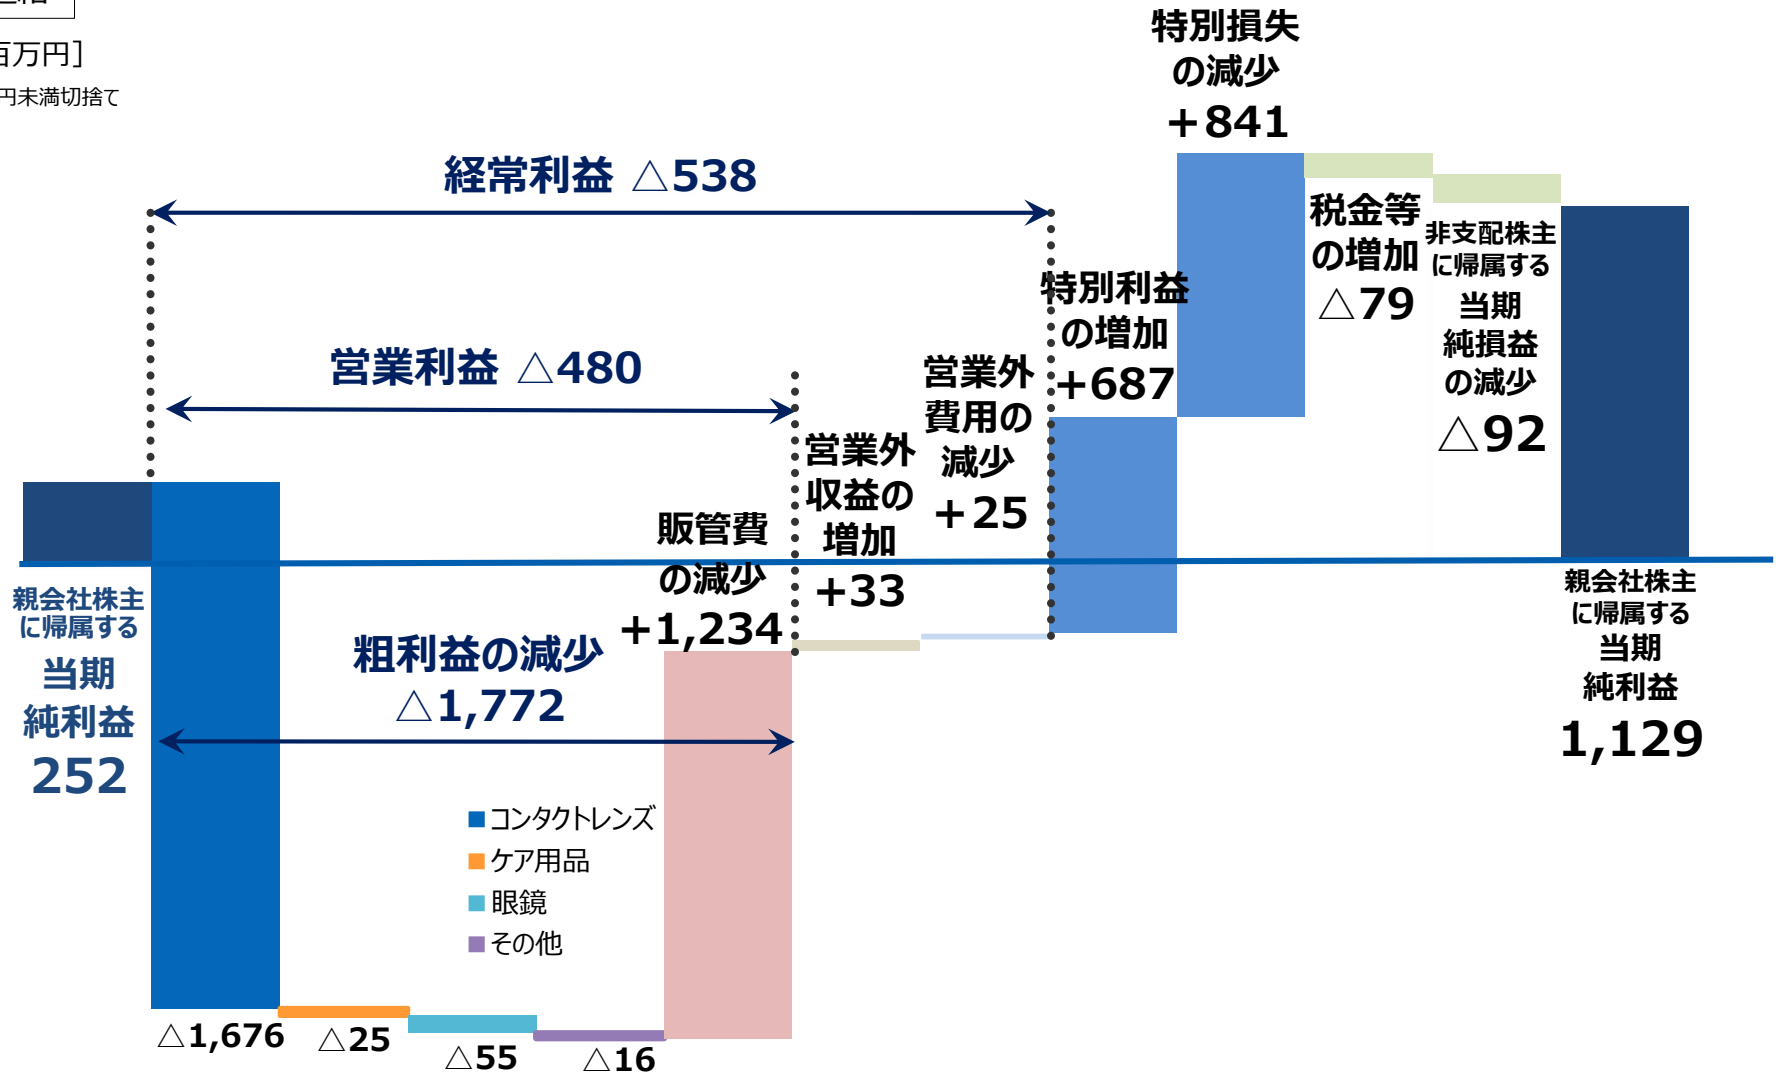 百万円]
円未満切捨て
特別損失
の減少
+841
経常利益 △538
税金等
の増加
△79
非支配株主
に帰属する
当期
純損益
の減少
△92
特別利益
の増加
+687
営業利益 △480
営業外
費用の
減少
+25
営業外
収益の
増加
+33
販管費
の減少
+1,234
親会社株主
に帰属する
当期
純利益
252
粗利益の減少
△1,772
親会社株主
に帰属する
当期
純利益
1,129
コンタクトレンズ
ケア用品
眼鏡
その他
△1,676
△25
△55
△16